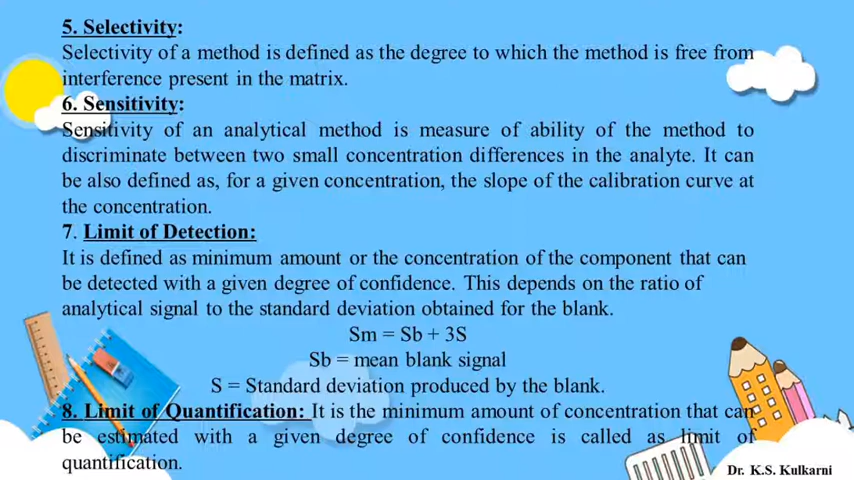 5. Selectivity:
Selectivity of a method is defined as the degree to which the method is free from
interference present in the matrix.
6. Sensitivity:
Sensitivity of an analytical method is measure of ability of the method to
discriminate between two small concentration differences in the analyte. It can
be also defined as, for a given concentration, the slope of the calibration curve at
the concentration.
7. Limit of Detection:
It is defined as minimum amount or the concentration of the component that can
be detected with a given degree of confidence. This depends on the ratio of
analytical signal to the standard deviation obtained for the blank.
Sm = Sb + 3S
Sb = mean blank signal
S = Standard deviation produced by the blank.
8. Limit of Quantification: It is the minimum amount of concentration that can
be estimated with a given degree of confidence is called as limit of
quantification.
Dr. K.S. Kulkarni